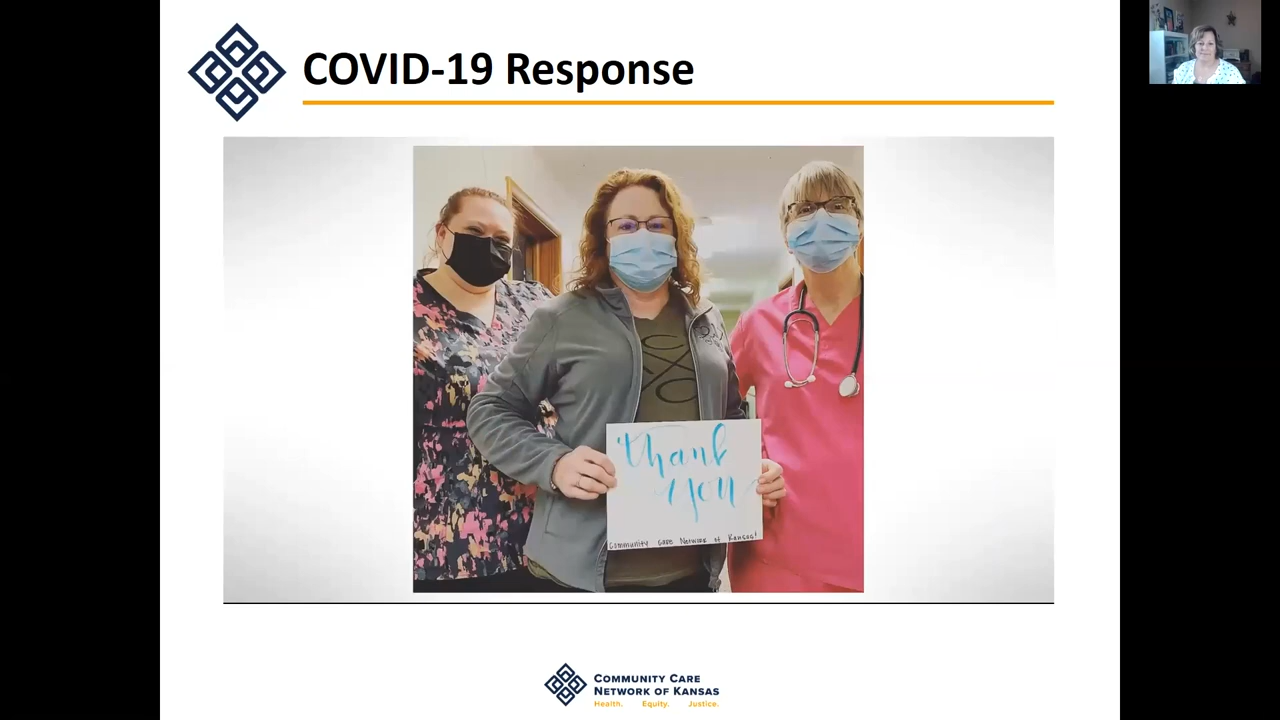 COVID-19 Response
thank
you
Community Care Network of Kansas!
COMMUNITY CARE
NETWORK OF KANSAS
Health. Equity. Justice.